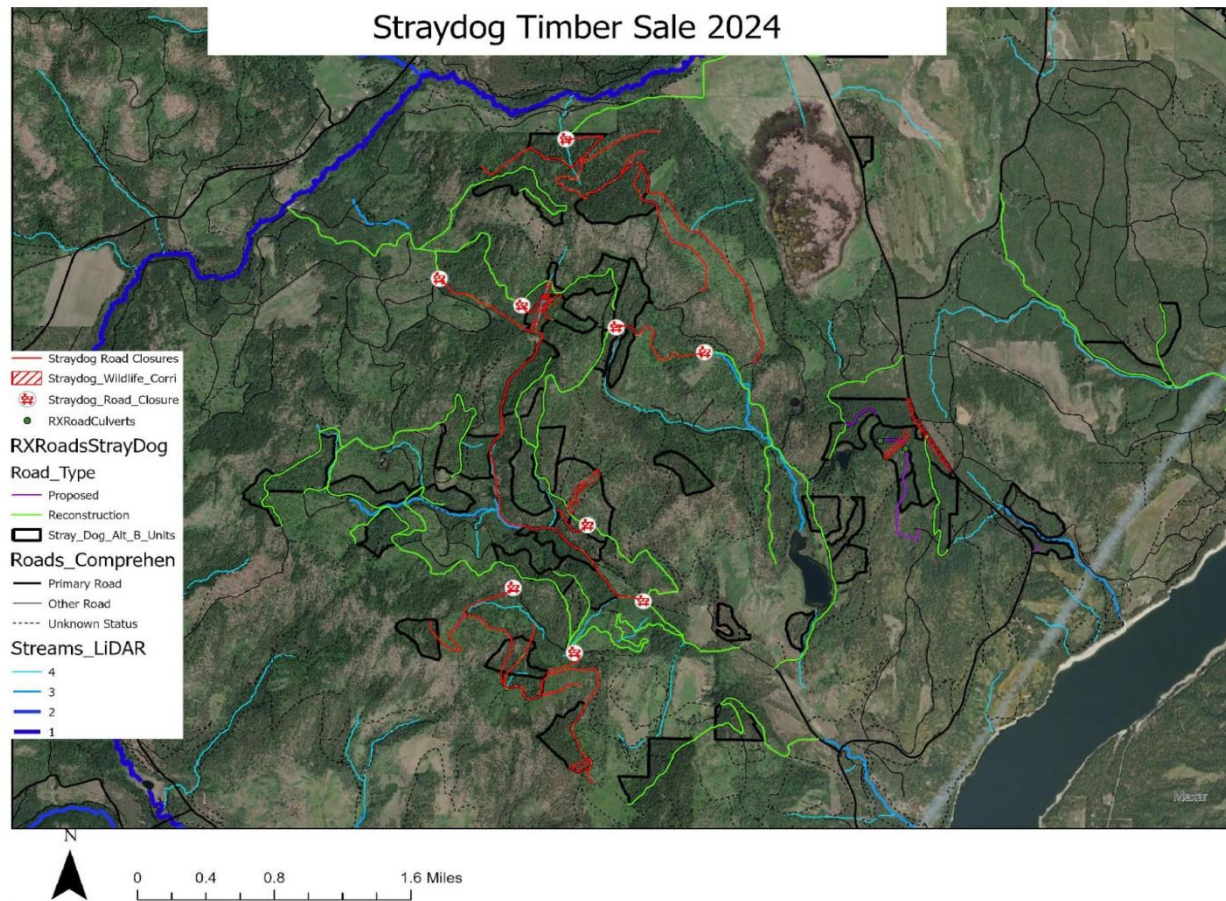 Straydog Timber Sale 2024
Straydog Road Closures
Straydog_Wildlife_Corri
Straydog_Road_Closure
RXRoadCulverts
RXRoadsStrayDog
Road_Type
Proposed
Reconstruction
Stray_Dog_Alt_B_Units
Roads_Comprehen
Primary Road
Other Road
Unknown Status
Streams_LiDAR
4
3
2
1
Maxar
N
0 0.4 0.8 1.6 Miles